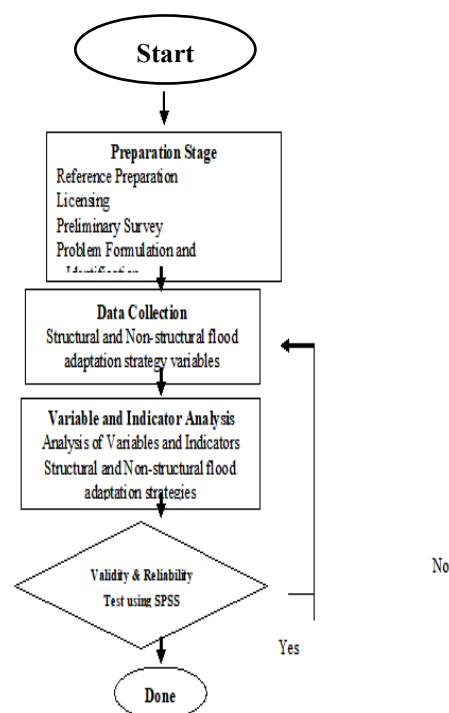 Start
Preparation Stage
Reference Preparation
Licensing
Preliminary Survey
Problem Formulation and
Identification
Data Collection
Structural and Non-structural flood
adaptation strategy variables
Variable and Indicator Analysis
Analysis of Variables and Indicators
Structural and Non-structural flood
adaptation strategies
Validity & Reliability
Test using SPSS
No
Yes
Done